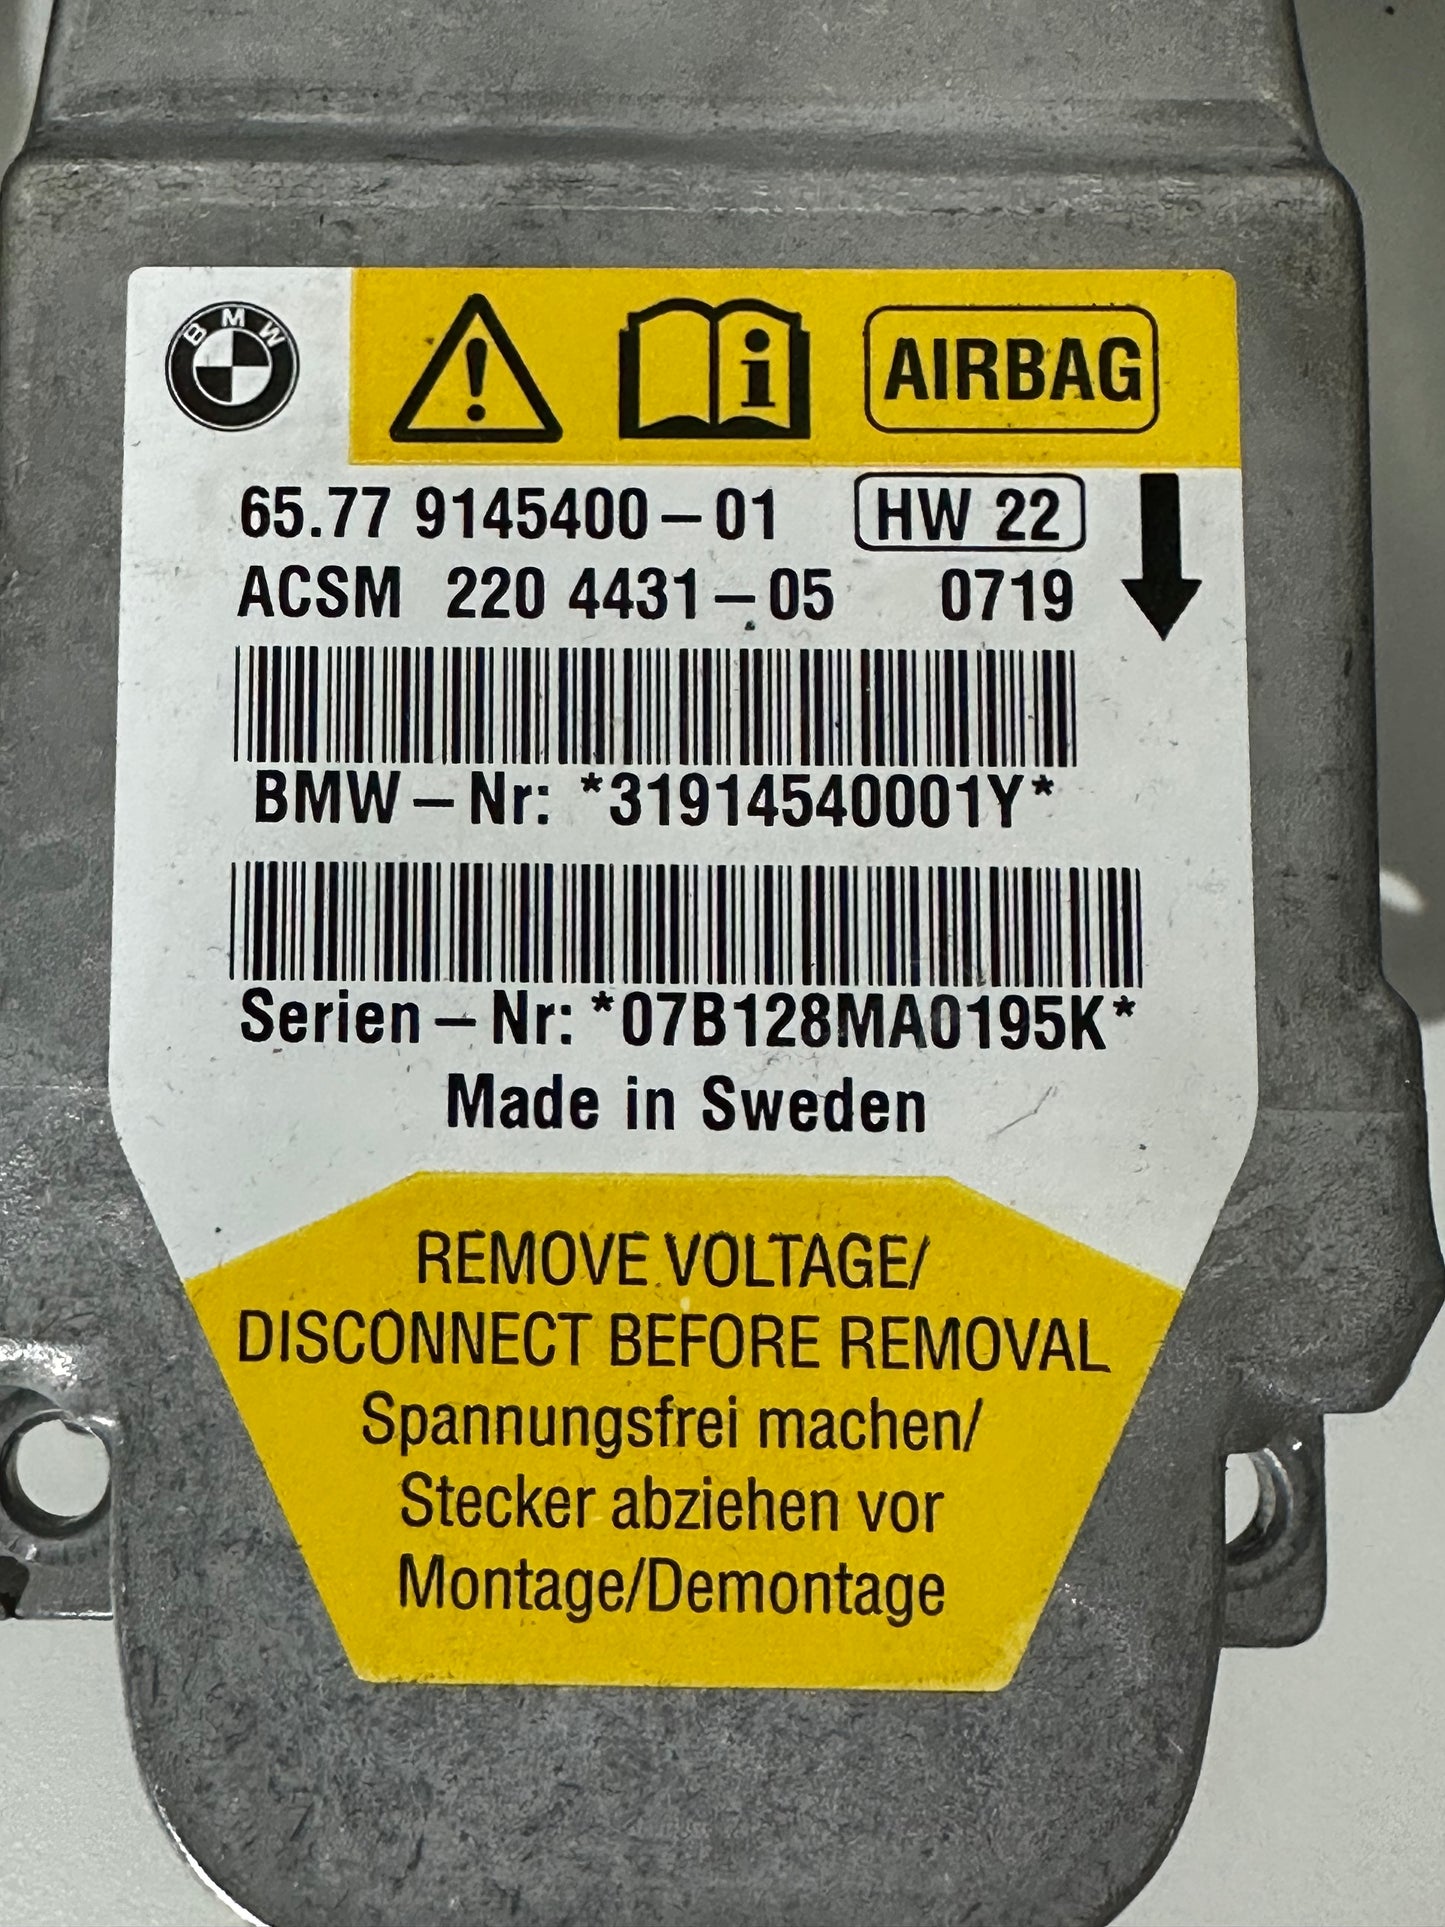 BMW
AIRBAG
65.77 9145400-01 HW 22
ACSM 220 4431-05 0719
BMW-Nr: *31914540001Y*
Serien-Nr: *07B128MA0195K*
Made in Sweden
REMOVE VOLTAGE/
DISCONNECT BEFORE REMOVAL
Spannungsfrei machen/
Stecker abziehen vor
Montage/Demontage